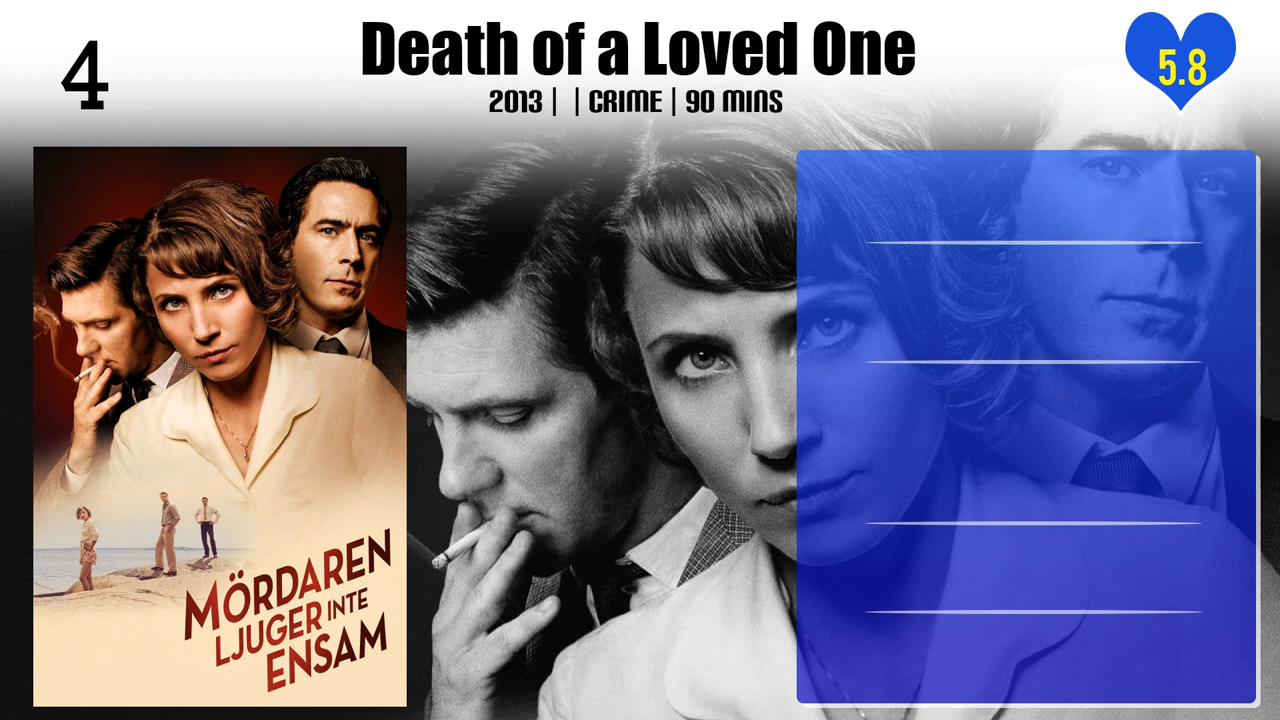 4
Death of a Loved One
5.8
2013 | | CRIME | 90 MINS
MÖRDAREN
LJUGER INTE
ENSAM